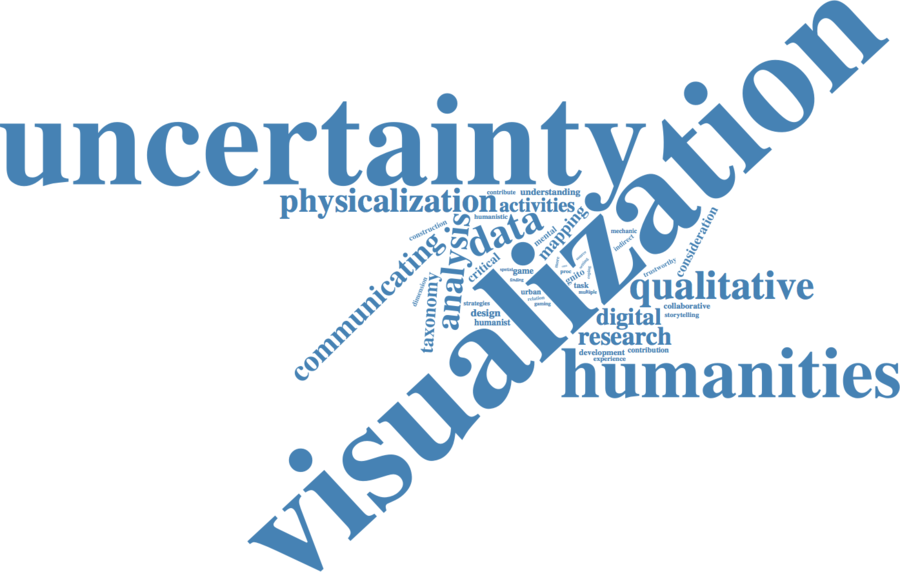 uncertainty
visualization
physicalization
contribute
understanding
activities
humanistic
construction
communicating
analysis
data
mental
mapping
mechanic
indirect
consideration
critical
game
trustworthy
dimension
taxonomy
urban
task
multiple
qualitative
strategies
gaming
collaborative
design
digital
storytelling
humanist
research
development
contribution
experience
humanities